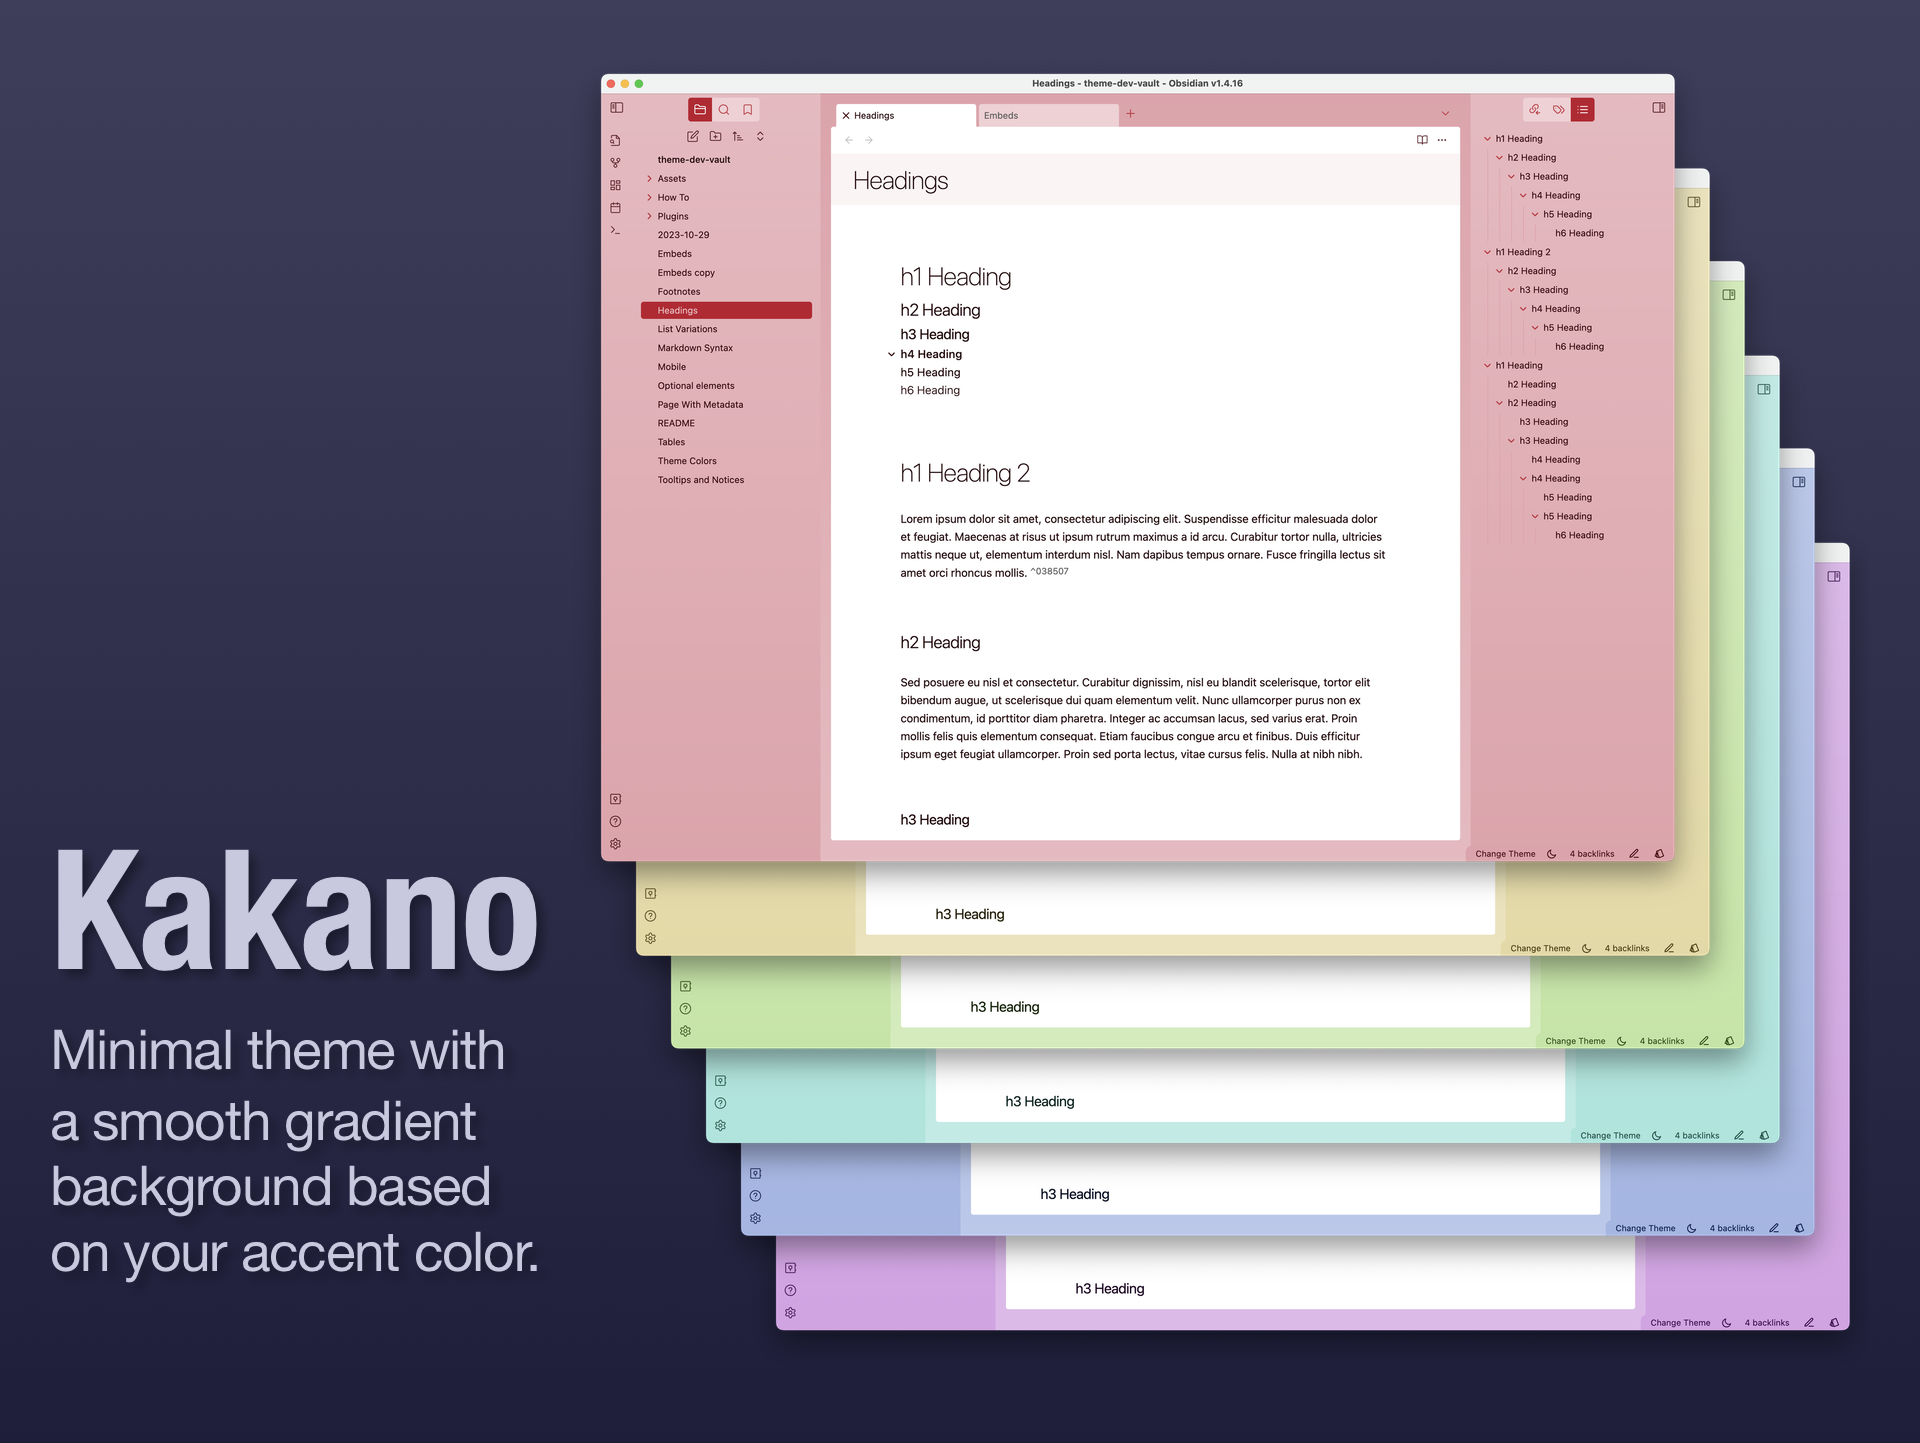 Headings - theme-dev-vault - Obsidian v1.4.16
theme-dev-vault
Assets
How To
Plugins
2023-10-29
Embeds
Embeds copy
Footnotes
Headings
List Variations
Markdown Syntax
Mobile
Optional elements
Page With Metadata
README
Tables
Theme Colors
Tooltips and Notices
Headings
Embeds
Headings
h1 Heading
h2 Heading
h3 Heading
h4 Heading
h5 Heading
h6 Heading
h1 Heading 2
Lorem ipsum dolor sit amet, consectetur adipiscing elit. Suspendisse efficitur malesuada dolor
et feugiat. Maecenas at risus ut ipsum rutrum maximus a id arcu. Curabitur tortor nulla, ultricies
mattis neque ut, elementum interdum nisl. Nam dapibus tempus ornare. Fusce fringilla lectus sit
amet orci rhoncus mollis. ^038507
h2 Heading
Sed posuere eu nisl et consectetur. Curabitur dignissim, nisl eu blandit scelerisque, tortor elit
bibendum augue, ut scelerisque dui quam elementum velit. Nunc ullamcorper purus non ex
condimentum, id porttitor diam pharetra. Integer ac accumsan lacus, sed varius erat. Proin
mollis felis quis elementum consequat. Etiam faucibus congue arcu et finibus. Duis efficitur
ipsum eget feugiat ullamcorper. Proin sed porta lectus, vitae cursus felis. Nulla at nibh nibh.
h3 Heading
h1 Heading
h2 Heading
h3 Heading
h4 Heading
h5 Heading
h6 Heading
h1 Heading 2
h2 Heading
h3 Heading
h4 Heading
h5 Heading
h6 Heading
h1 Heading
h2 Heading
h2 Heading
h3 Heading
h3 Heading
h4 Heading
h4 Heading
h5 Heading
h5 Heading
h6 Heading
Change Theme 4 backlinks
h3 Heading
Change Theme 4 backlinks
h3 Heading
Change Theme 4 backlinks
h3 Heading
Change Theme 4 backlinks
h3 Heading
Change Theme 4 backlinks
h3 Heading
Change Theme 4 backlinks
Kakano
Minimal theme with
a smooth gradient
background based
on your accent color.